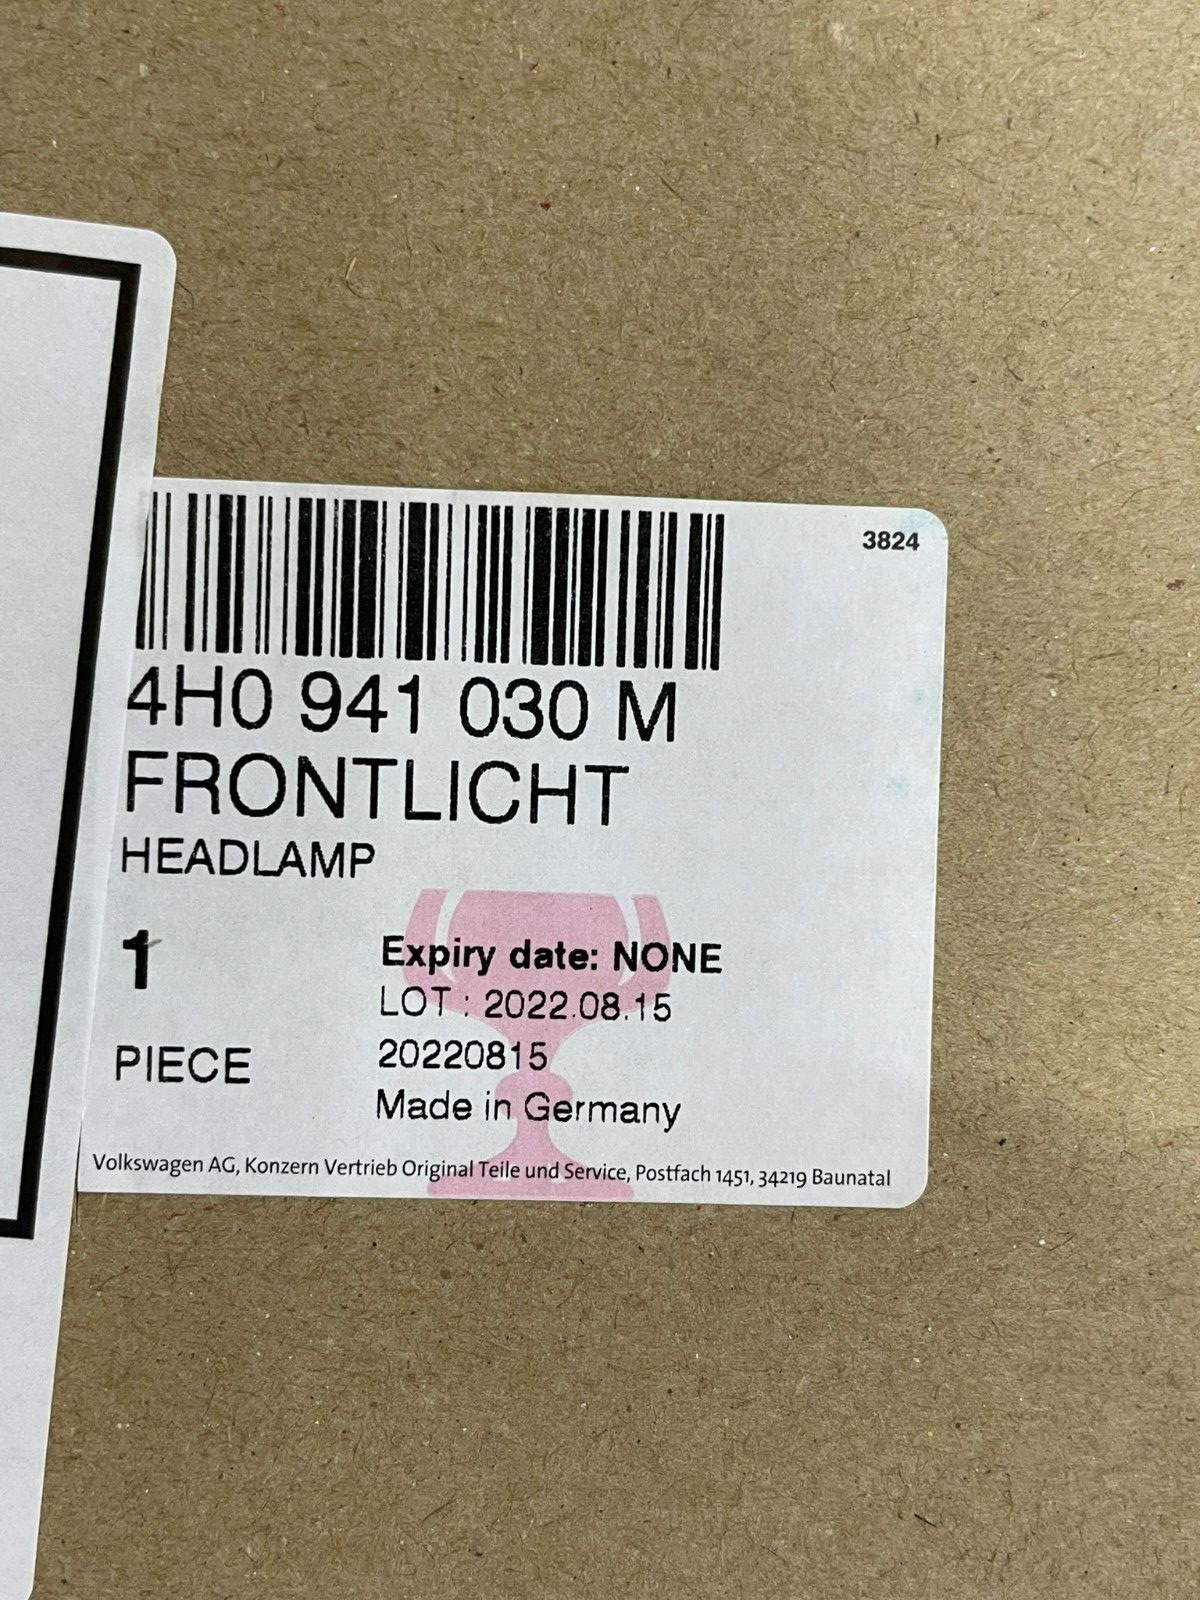 3824
4H0 941 030 M
FRONTLICHT
HEADLAMP
1
PIECE
Expiry date: NONE
LOT : 2022.08.15
20220815
Made in Germany
Volkswagen AG, Konzern Vertrieb Original Teile und Service, Postfach 1451, 34219 Baunatal